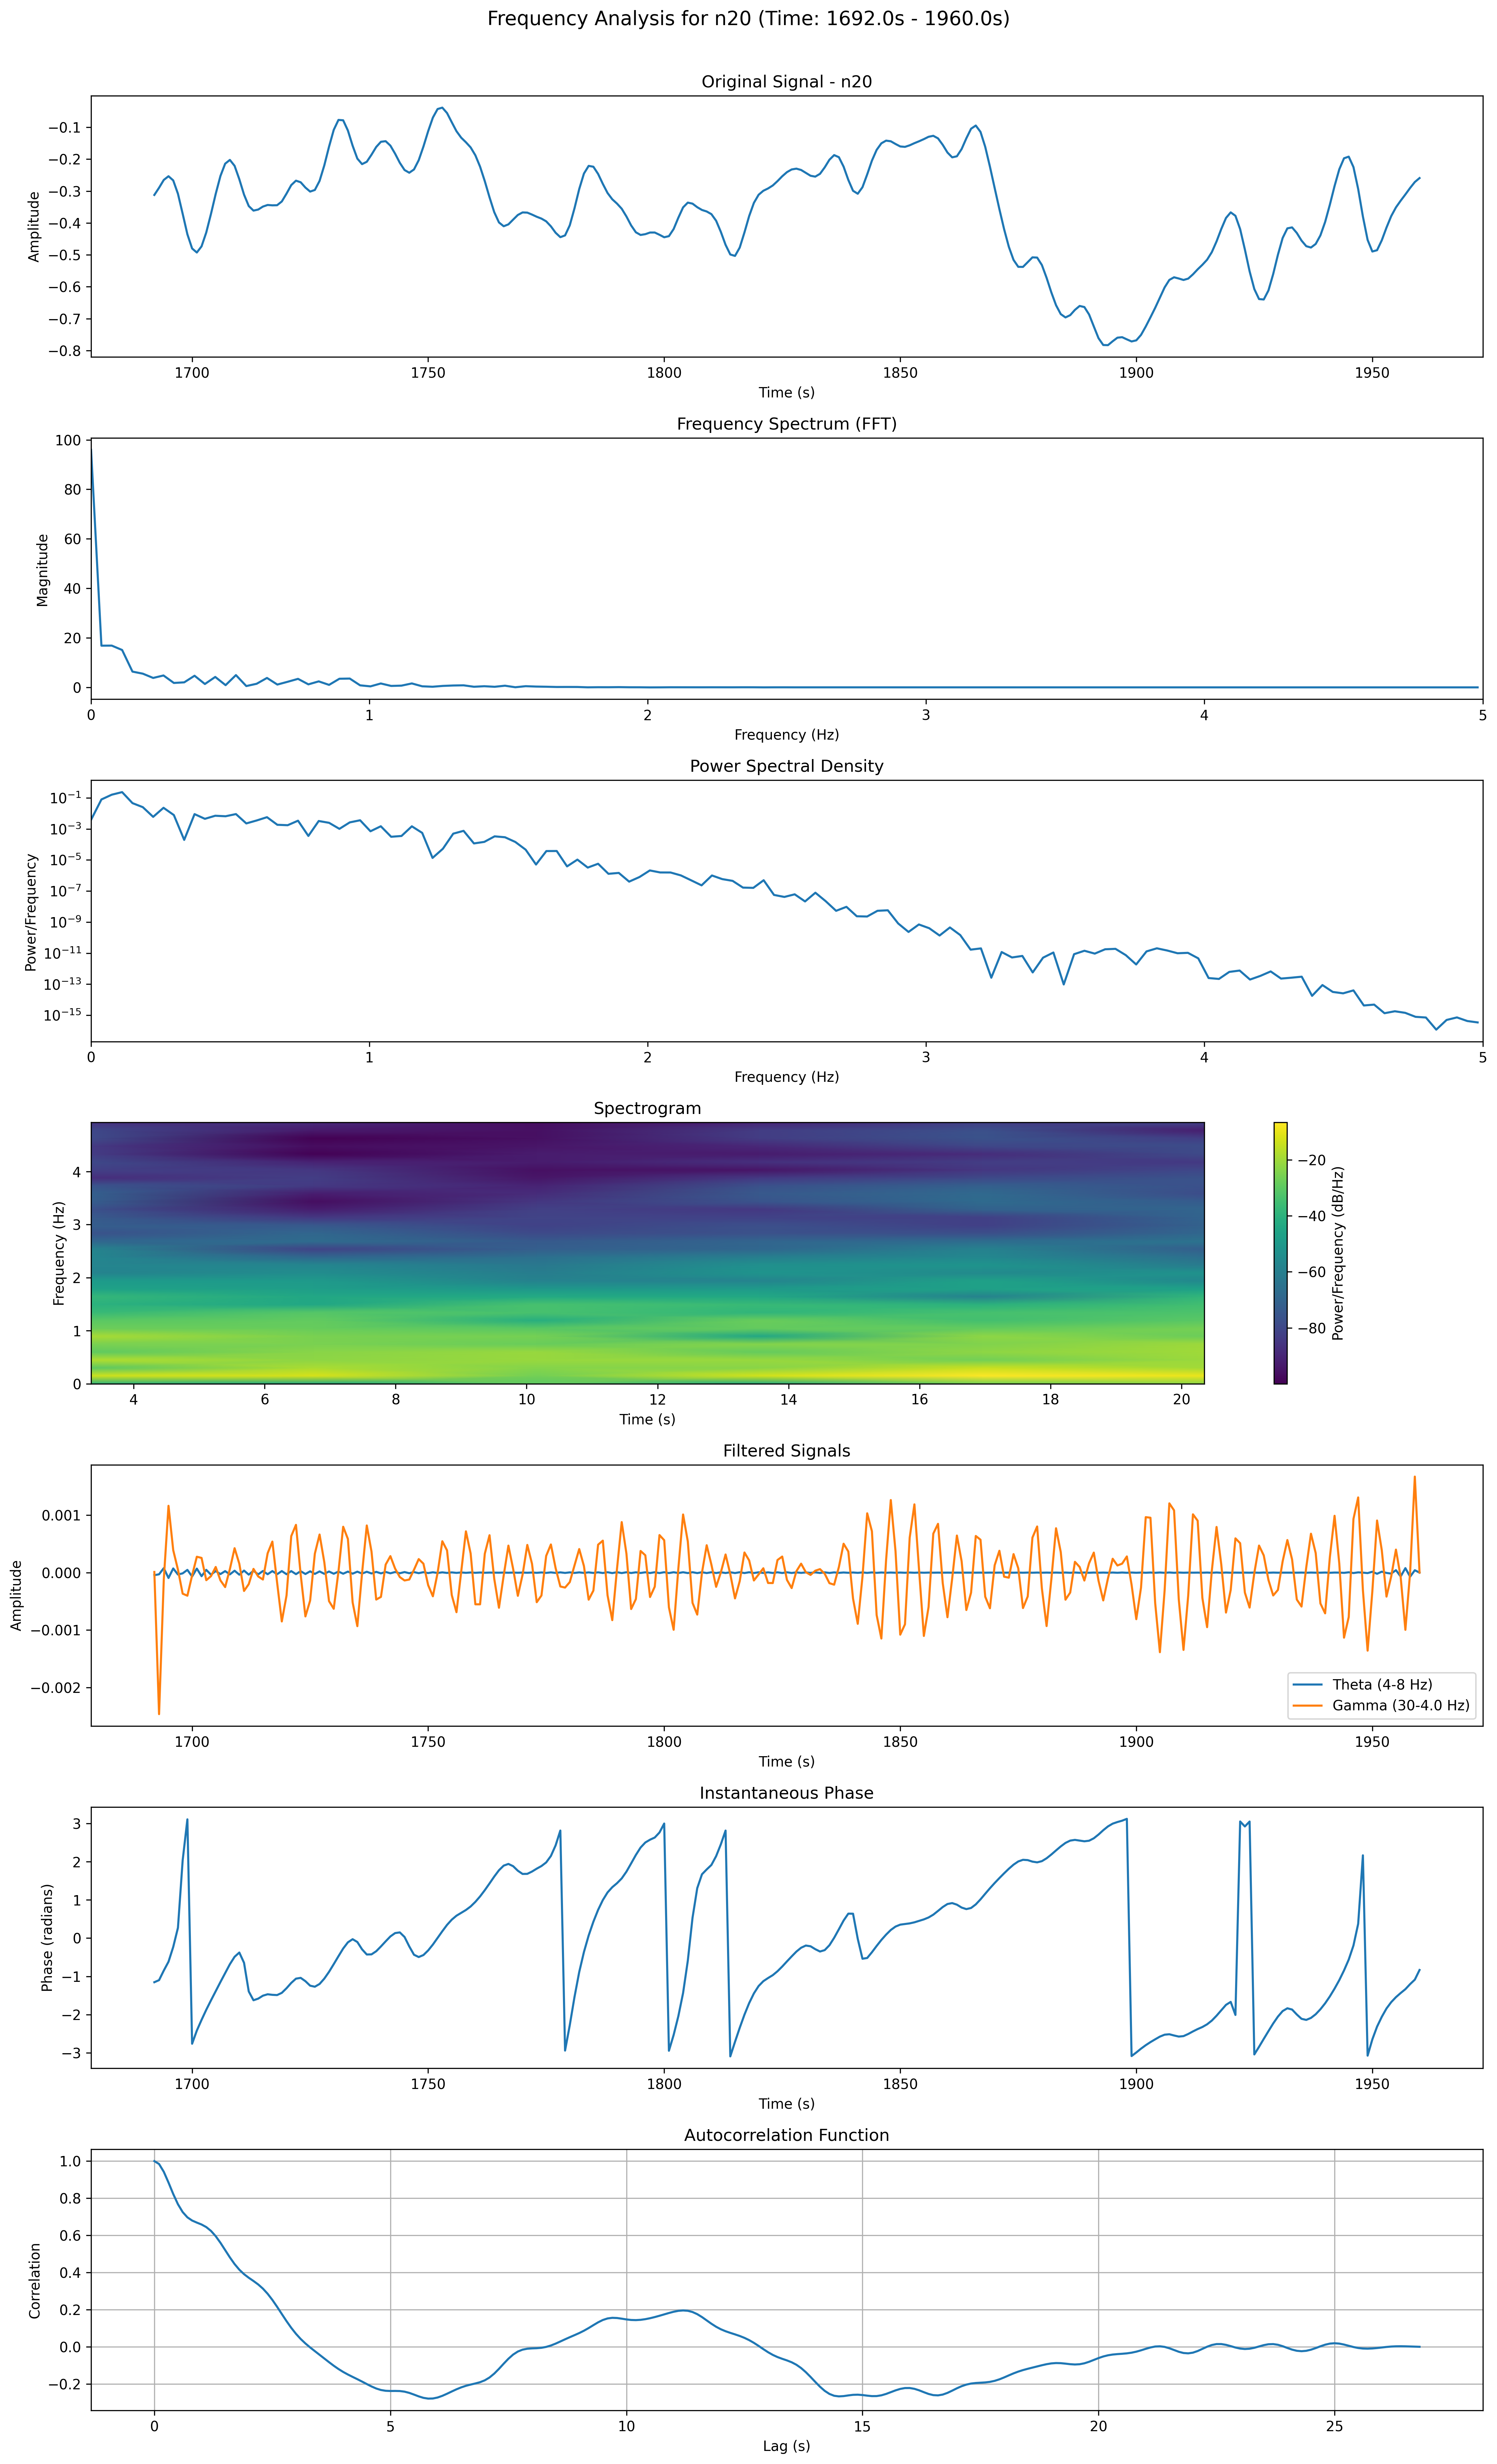 Frequency Analysis for n20 (Time: 1692.0s - 1960.0s)
Original Signal - n20
Amplitude
−0.1
−0.2
−0.3
−0.4
−0.5
−0.6
−0.7
−0.8
1700 1750 1800 1850 1900 1950
Time (s)
Frequency Spectrum (FFT)
Magnitude
100
80
60
40
20
0
0 1 2 3 4 5
Frequency (Hz)
Power Spectral Density
Power/Frequency
10⁻¹
10⁻³
10⁻⁵
10⁻⁷
10⁻⁹
10⁻¹¹
10⁻¹³
10⁻¹⁵
0 1 2 3 4 5
Frequency (Hz)
Spectrogram
Frequency (Hz)
4
3
2
1
0
4 6 8 10 12 14 16 18 20
Time (s)
−20
−40
−60
−80
Power/Frequency (dB/Hz)
Filtered Signals
Amplitude
0.001
0.000
−0.001
−0.002
Theta (4-8 Hz)
Gamma (30-4.0 Hz)
1700 1750 1800 1850 1900 1950
Time (s)
Instantaneous Phase
Phase (radians)
3
2
1
0
−1
−2
−3
1700 1750 1800 1850 1900 1950
Time (s)
Autocorrelation Function
Correlation
1.0
0.8
0.6
0.4
0.2
0.0
−0.2
0 5 10 15 20 25
Lag (s)